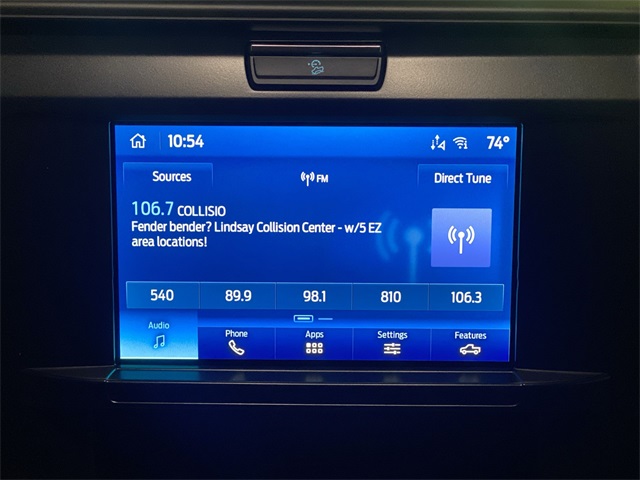 10:54 74°
Sources FM Direct Tune
106.7 COLLISIO
Fender bender? Lindsay Collision Center - w/5 EZ
area locations!
540 89.9 98.1 810 106.3
Audio Phone Apps Settings Features